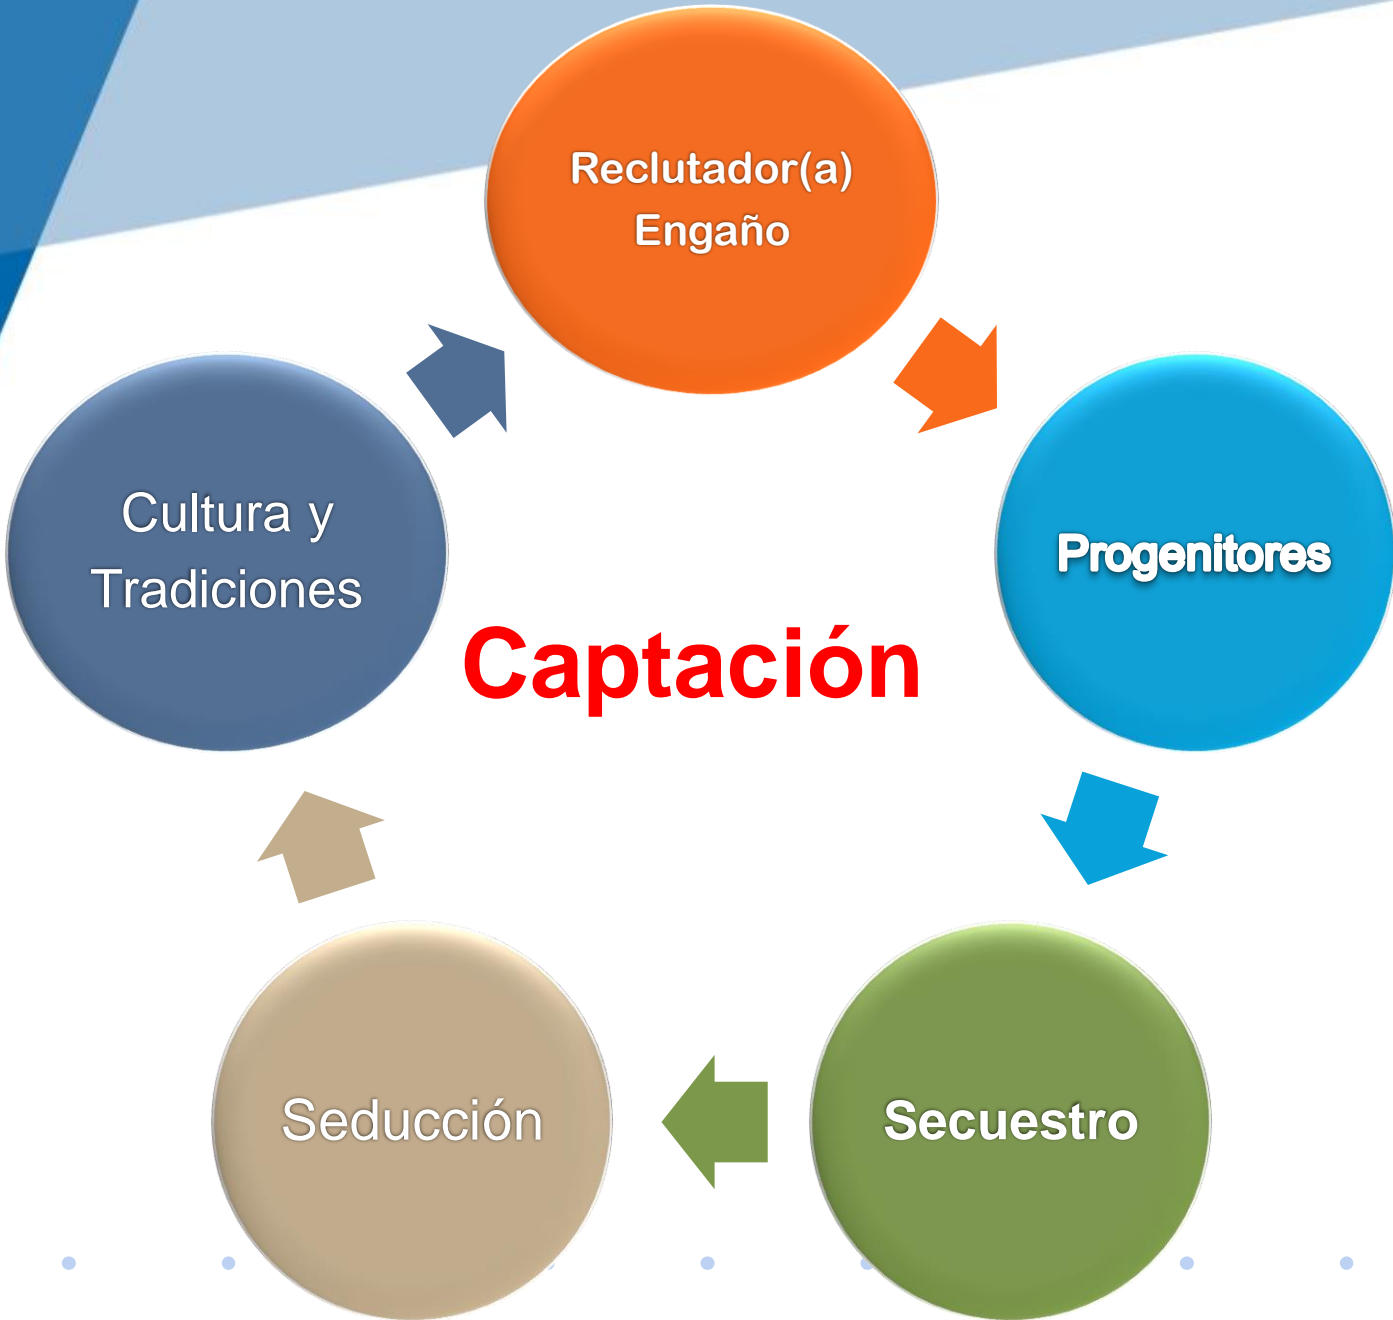 Reclutador(a)
Engaño
Progenitores
Cultura y
Tradiciones
Captación
Seducción
Secuestro